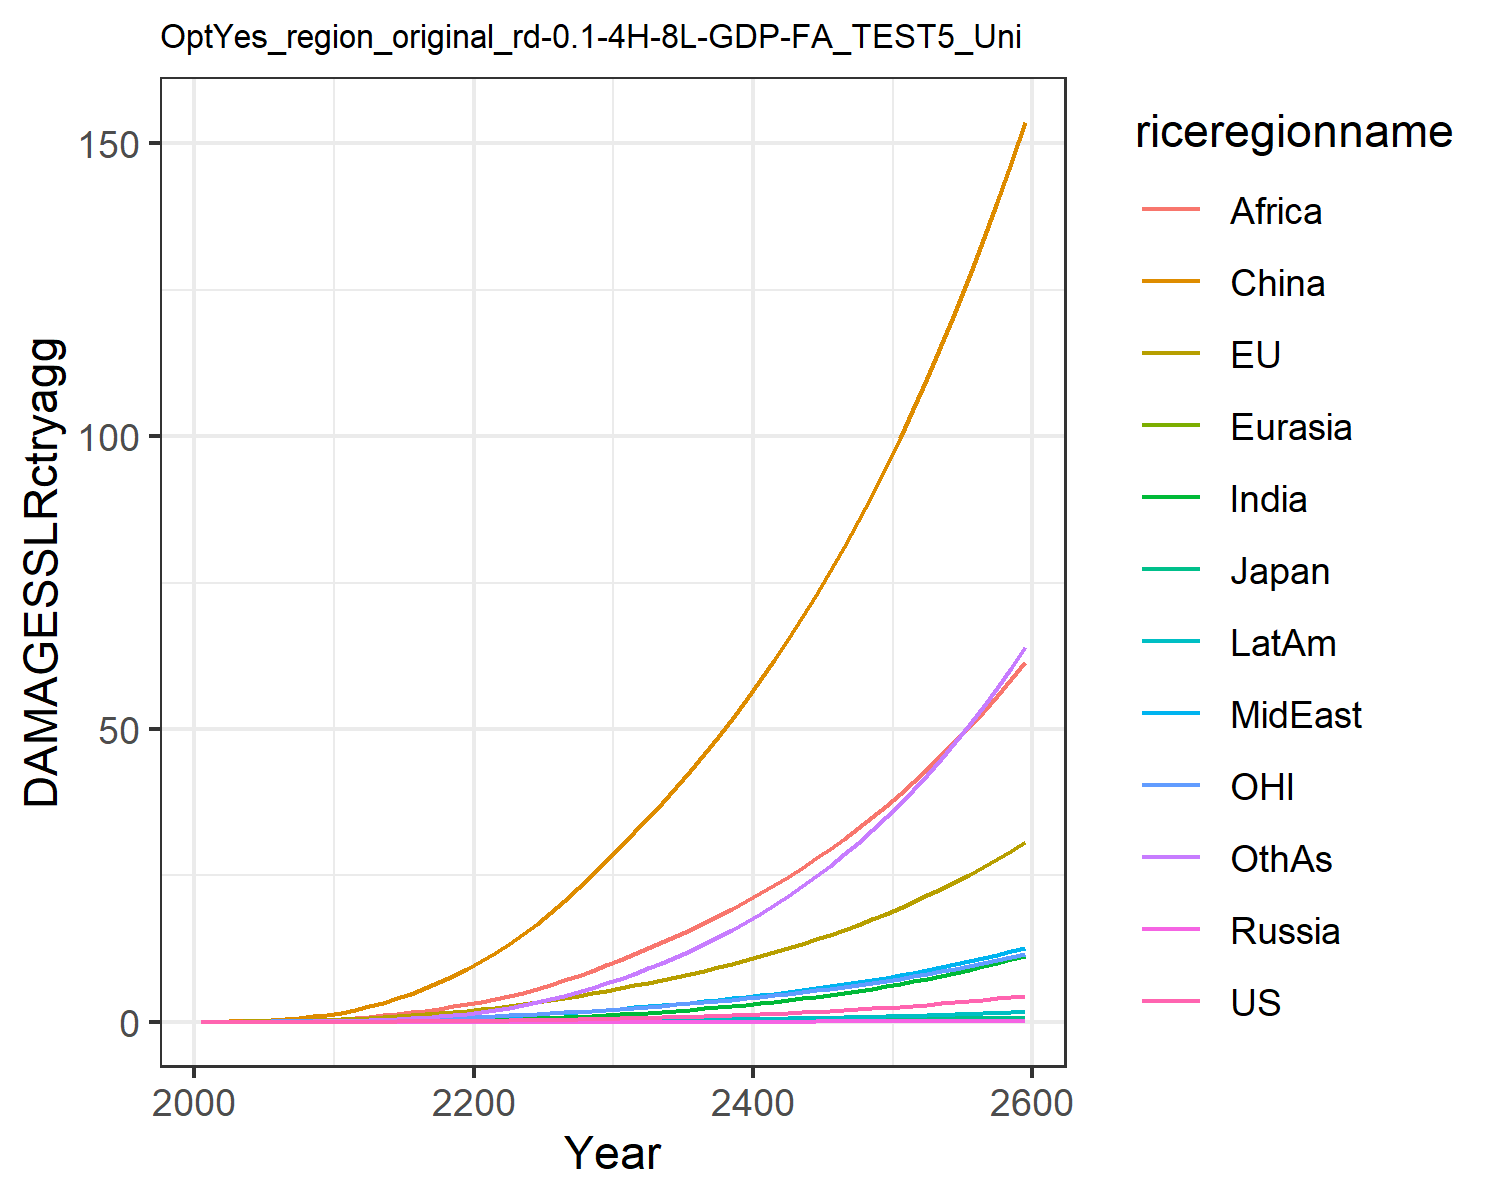 OptYes_region_original_rd-0.1-4H-8L-GDP-FA_TEST5_Uni
DAMAGESSLRctryagg
150
100
50
0
2000 2200 2400 2600
Year
riceregionname
Africa
China
EU
Eurasia
India
Japan
LatAm
MidEast
OHI
OthAs
Russia
US